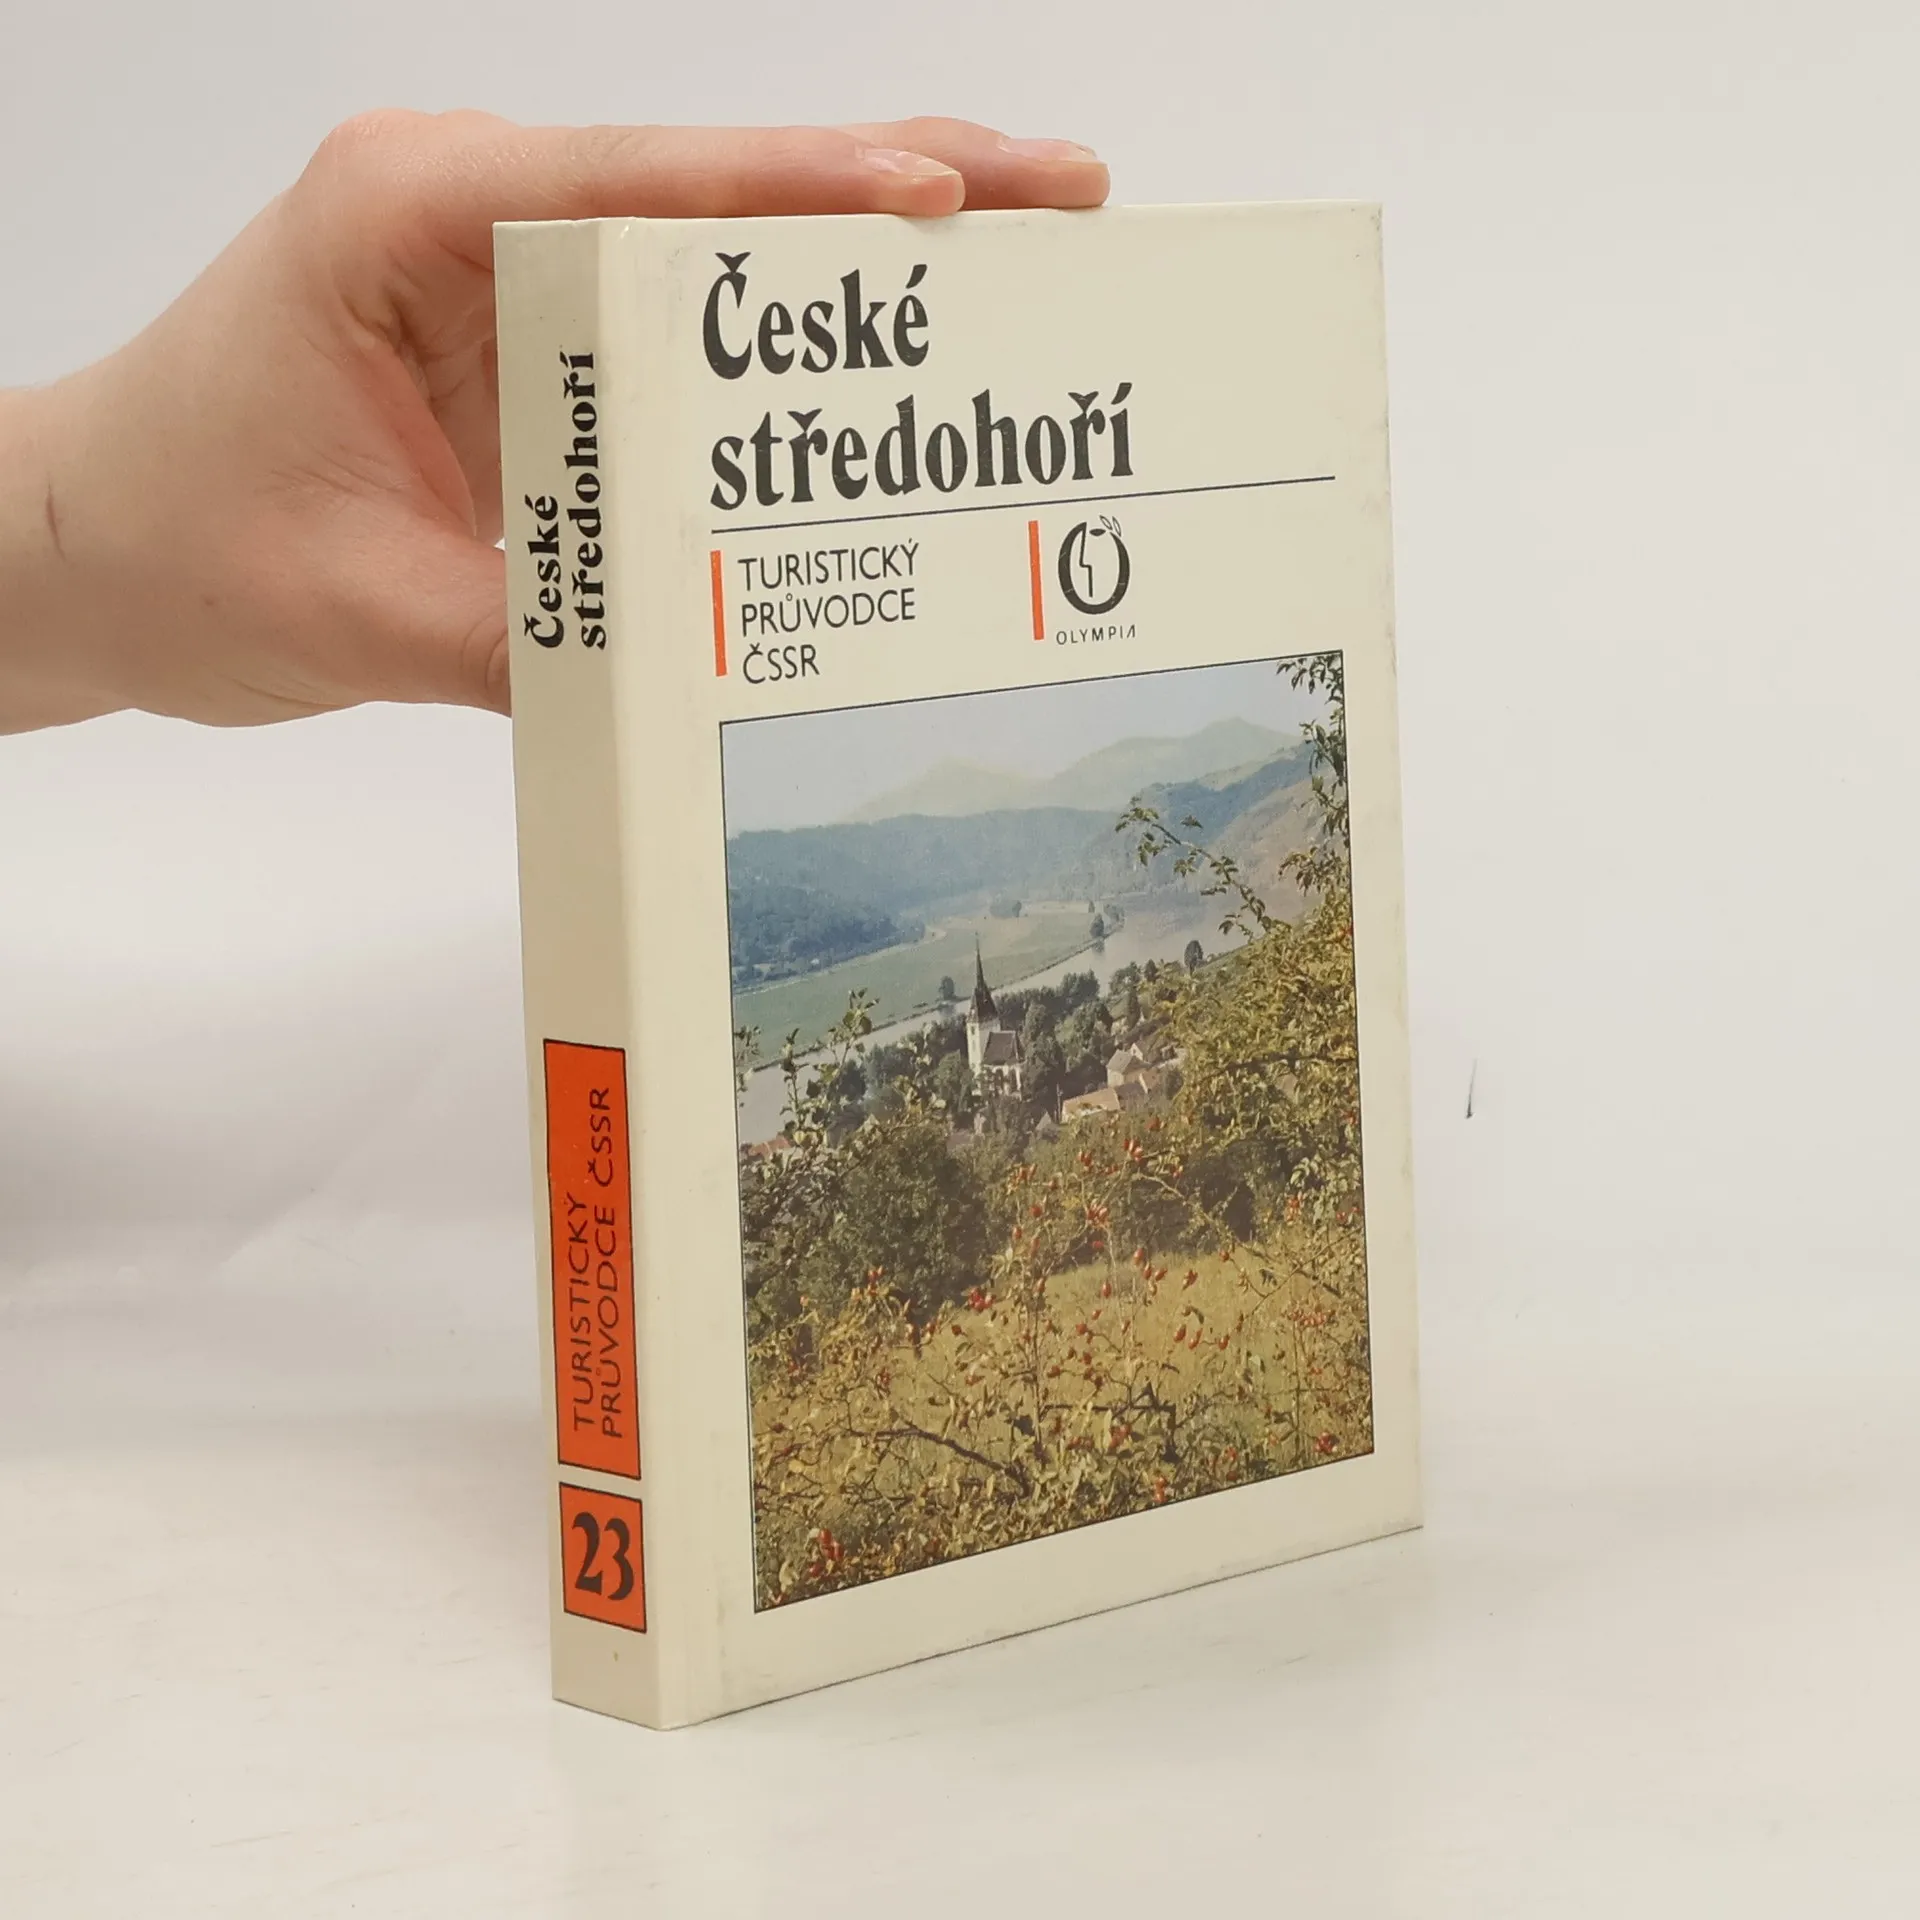 České
středohoří
TURISTICKÝ
PRŮVODCE
ČSSR
OLYMPIA
České
středohoří
TURISTICKÝ
PRŮVODCE ČSSR
23